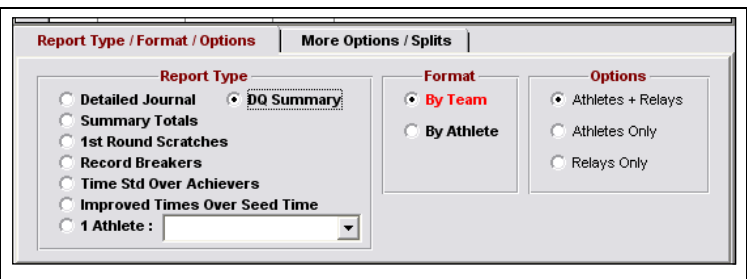 Report Type / Format / Options More Options / Splits
Report Type
Detailed Journal DQ Summary
Summary Totals
1st Round Scratches
Record Breakers
Time Std Over Achievers
Improved Times Over Seed Time
1 Athlete :
Format
By Team
By Athlete
Options
Athletes + Relays
Athletes Only
Relays Only